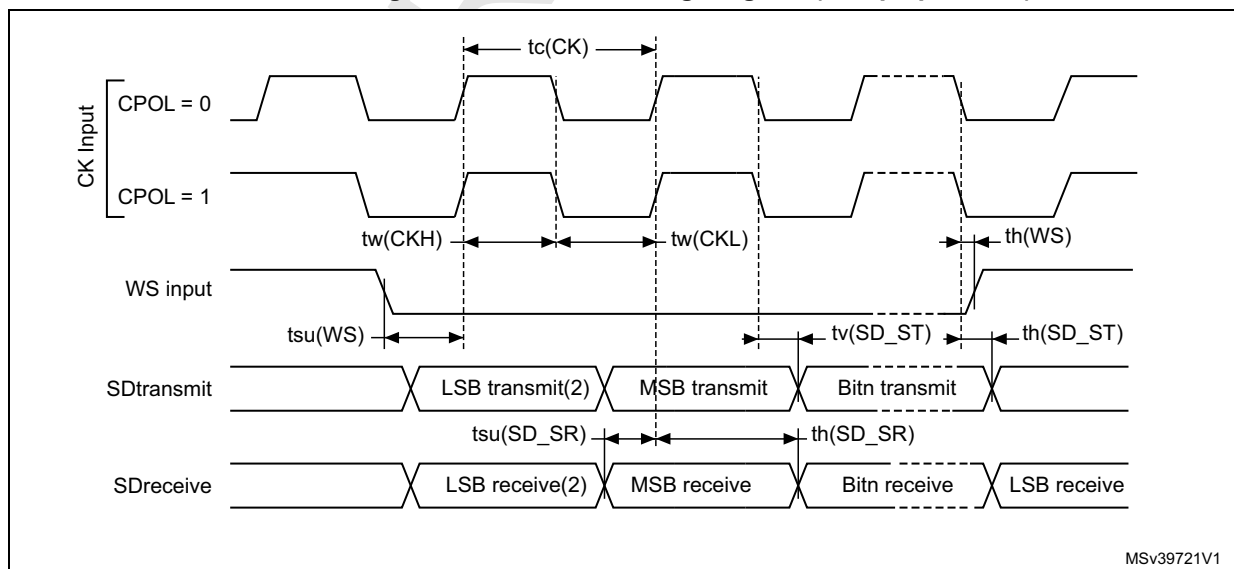 tc(CK)
CK Input
CPOL = 0
CPOL = 1
tw(CKH)
tw(CKL)
th(WS)
WS input
tsu(WS)
tv(SD_ST)
th(SD_ST)
SDtransmit
LSB transmit(2)
MSB transmit
Bitn transmit
tsu(SD_SR)
th(SD_SR)
SDreceive
LSB receive(2)
MSB receive
Bitn receive
LSB receive
MSv39721V1